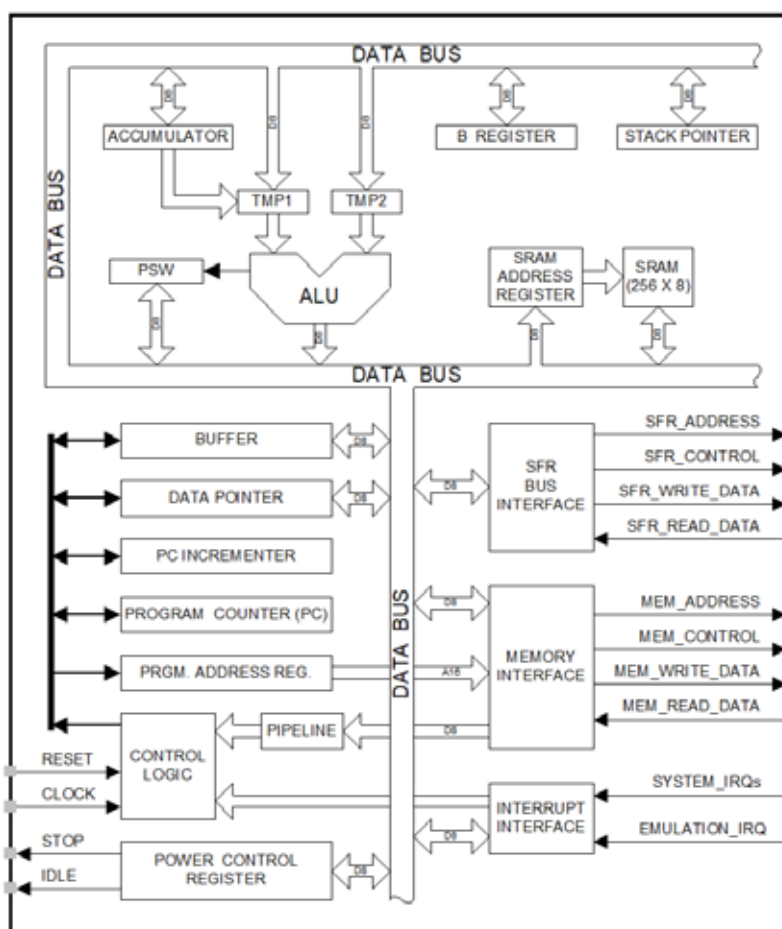 DATA BUS
D8
D8
D8
D8
D8
ACCUMULATOR
B REGISTER
STACK POINTER
DATA BUS
TMP1
TMP2
PSW
ALU
SRAM
ADDRESS
REGISTER
SRAM
(256 X 8)
D8
D8
D8
D8
DATA BUS
BUFFER
D8
DATA POINTER
D8
PC INCREMENTER
PROGRAM COUNTER (PC)
PRGM. ADDRESS REG.
A16
DATA BUS
D8
SFR
BUS
INTERFACE
SFR_ADDRESS
SFR_CONTROL
SFR_WRITE_DATA
SFR_READ_DATA
D8
MEMORY
INTERFACE
MEM_ADDRESS
MEM_CONTROL
MEM_WRITE_DATA
MEM_READ_DATA
PIPELINE
D8
CONTROL
LOGIC
RESET
CLOCK
INTERRUPT
INTERFACE
SYSTEM_IRQs
EMULATION_IRQ
D8
STOP
IDLE
POWER CONTROL
REGISTER
D8